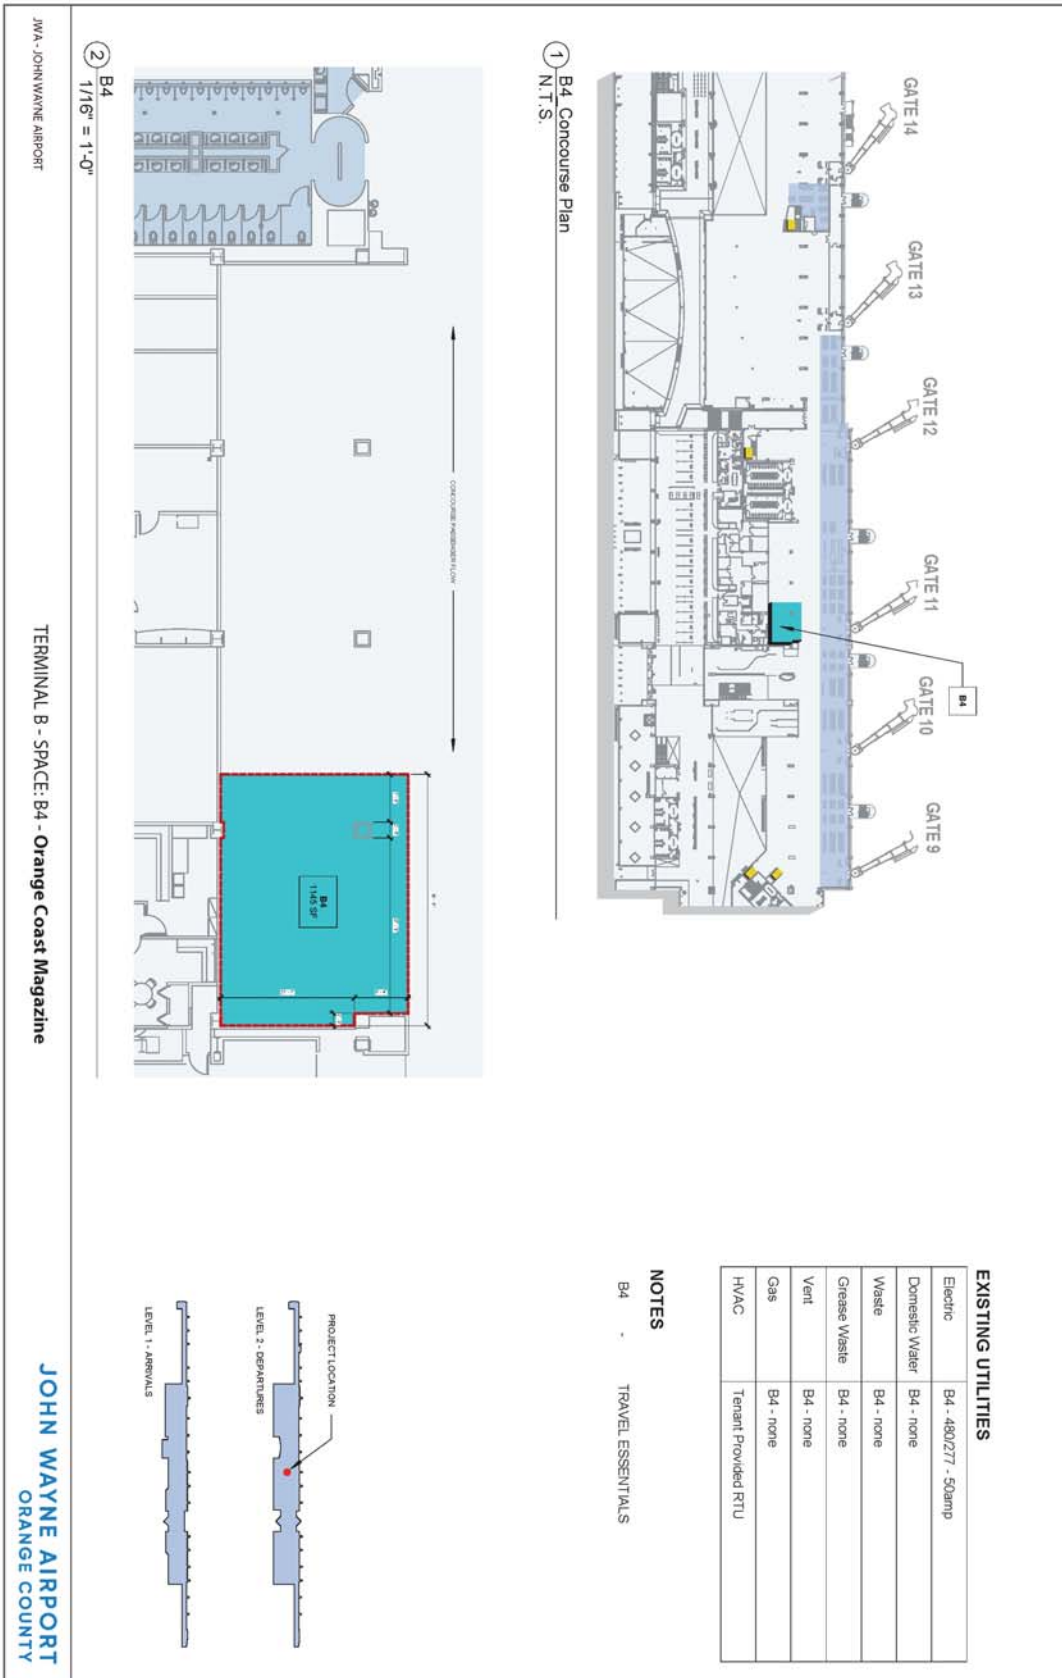 GATE 14
GATE 13
GATE 12
GATE 11
GATE 10
GATE 9
B4
1 B4_Concourse Plan
N.T.S.
CONCOURSE PASSENGER FLOW
B4
1145 SF
2 B4
1/16" = 1'-0"
EXISTING UTILITIES
Electric B4 - 480/277 - 50amp
Domestic Water B4 - none
Waste B4 - none
Grease Waste B4 - none
Vent B4 - none
Gas B4 - none
HVAC Tenant Provided RTU
NOTES
B4 - TRAVEL ESSENTIALS
PROJECT LOCATION
LEVEL 2 - DEPARTURES
LEVEL 1 - ARRIVALS
JWA - JOHN WAYNE AIRPORT
TERMINAL B - SPACE: B4 - Orange Coast Magazine
JOHN WAYNE AIRPORT
ORANGE COUNTY